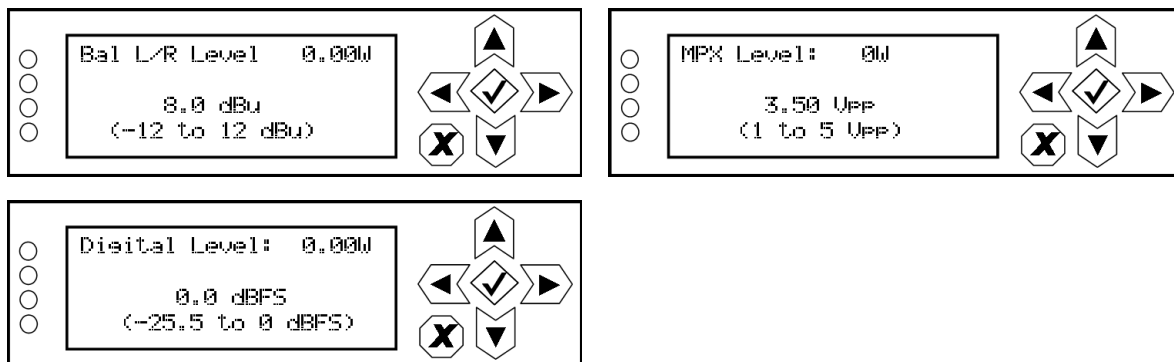 Bal L/R Level 0.00W
8.0 dBu
(-12 to 12 dBu)
MPX Level: 0W
3.50 Vpp
(1 to 5 Vpp)
Digital Level: 0.00W
0.0 dBFS
(-25.5 to 0 dBFS)